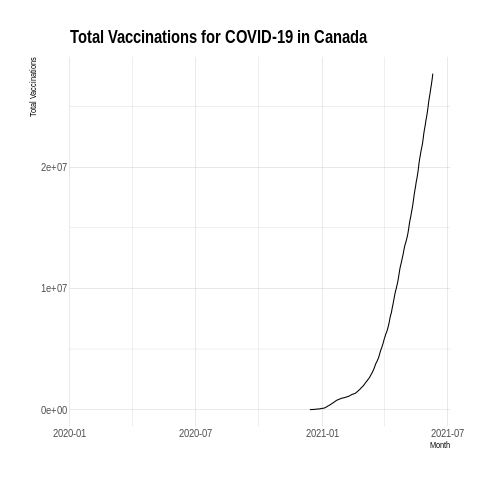 Total Vaccinations for COVID-19 in Canada
Total Vaccinations
2e+07
1e+07
0e+00
2020-01
2020-07
2021-01
2021-07
Month